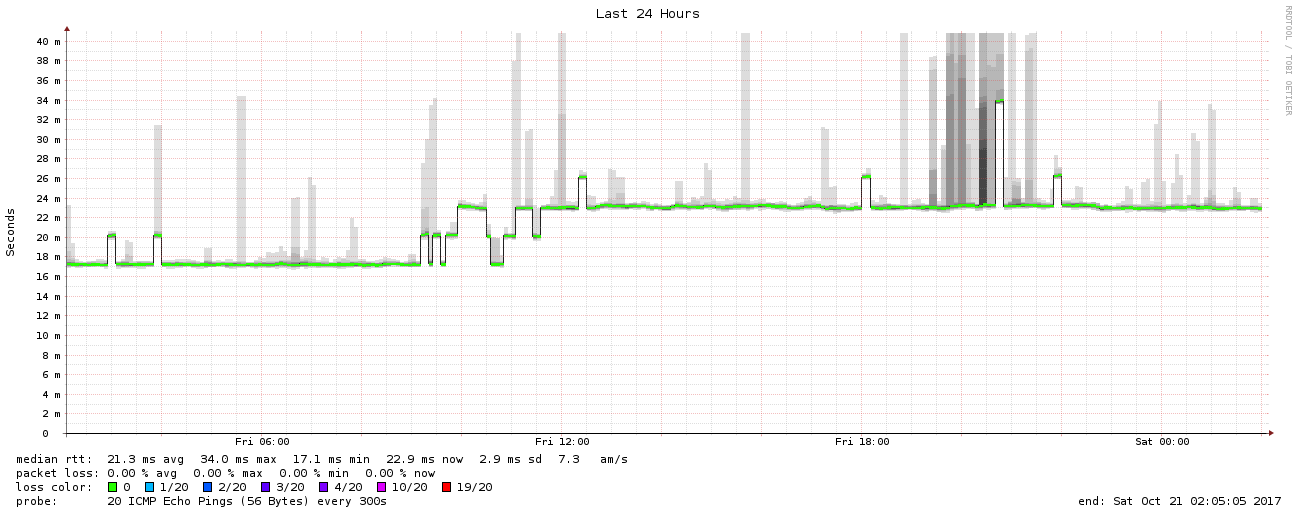 Last 24 Hours
RRDTOOL / TOBI OETIKER
Seconds
40 m
38 m
36 m
34 m
32 m
30 m
28 m
26 m
24 m
22 m
20 m
18 m
16 m
14 m
12 m
10 m
8 m
6 m
4 m
2 m
0
Fri 06:00 Fri 12:00 Fri 18:00 Sat 00:00
median rtt: 21.3 ms avg 34.0 ms max 17.1 ms min 22.9 ms now 2.9 ms sd 7.3 am/s
packet loss: 0.00 % avg 0.00 % max 0.00 % min 0.00 % now
loss color: 0 1/20 2/20 3/20 4/20 10/20 19/20
probe: 20 ICMP Echo Pings (56 Bytes) every 300s end: Sat Oct 21 02:05:05 2017